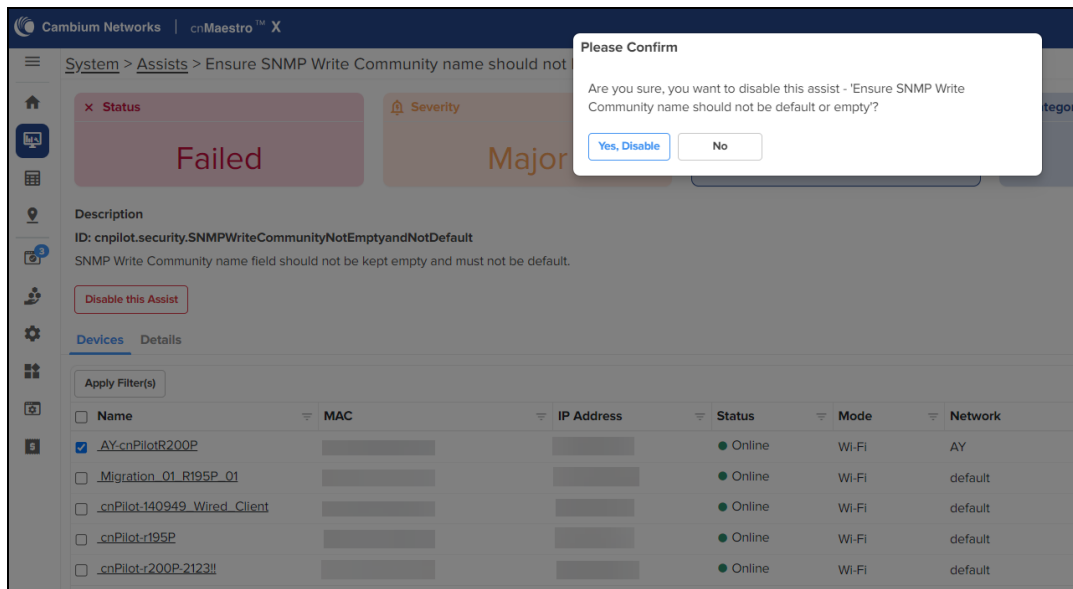 Cambium Networks | cnMaestro™ X
Please Confirm
Are you sure, you want to disable this assist - 'Ensure SNMP Write
Community name should not be default or empty'?
Yes, Disable No
System > Assists > Ensure SNMP Write Community name should not
× Status Severity
Failed Major
Description
ID: cnpilot.security.SNMPWriteCommunityNotEmptyandNotDefault
3
SNMP Write Community name field should not be kept empty and must not be default.
Disable this Assist
Devices Details
Apply Filter(s)
Name MAC IP Address Status Mode Network
AY-cnPilotR200P Online Wi-Fi AY
Migration_01_R195P_01 Online Wi-Fi default
cnPilot-140949_Wired_Client Online Wi-Fi default
cnPilot-r195P Online Wi-Fi default
cnPilot-r200P-2123!! Online Wi-Fi default